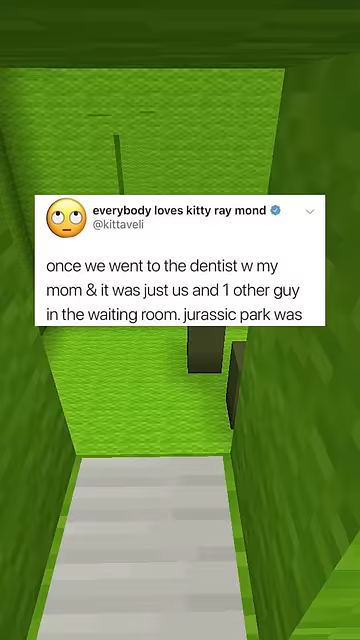 everybody loves kitty ray mond
@kittaveli
once we went to the dentist w my
mom & it was just us and 1 other guy
in the waiting room. jurassic park was